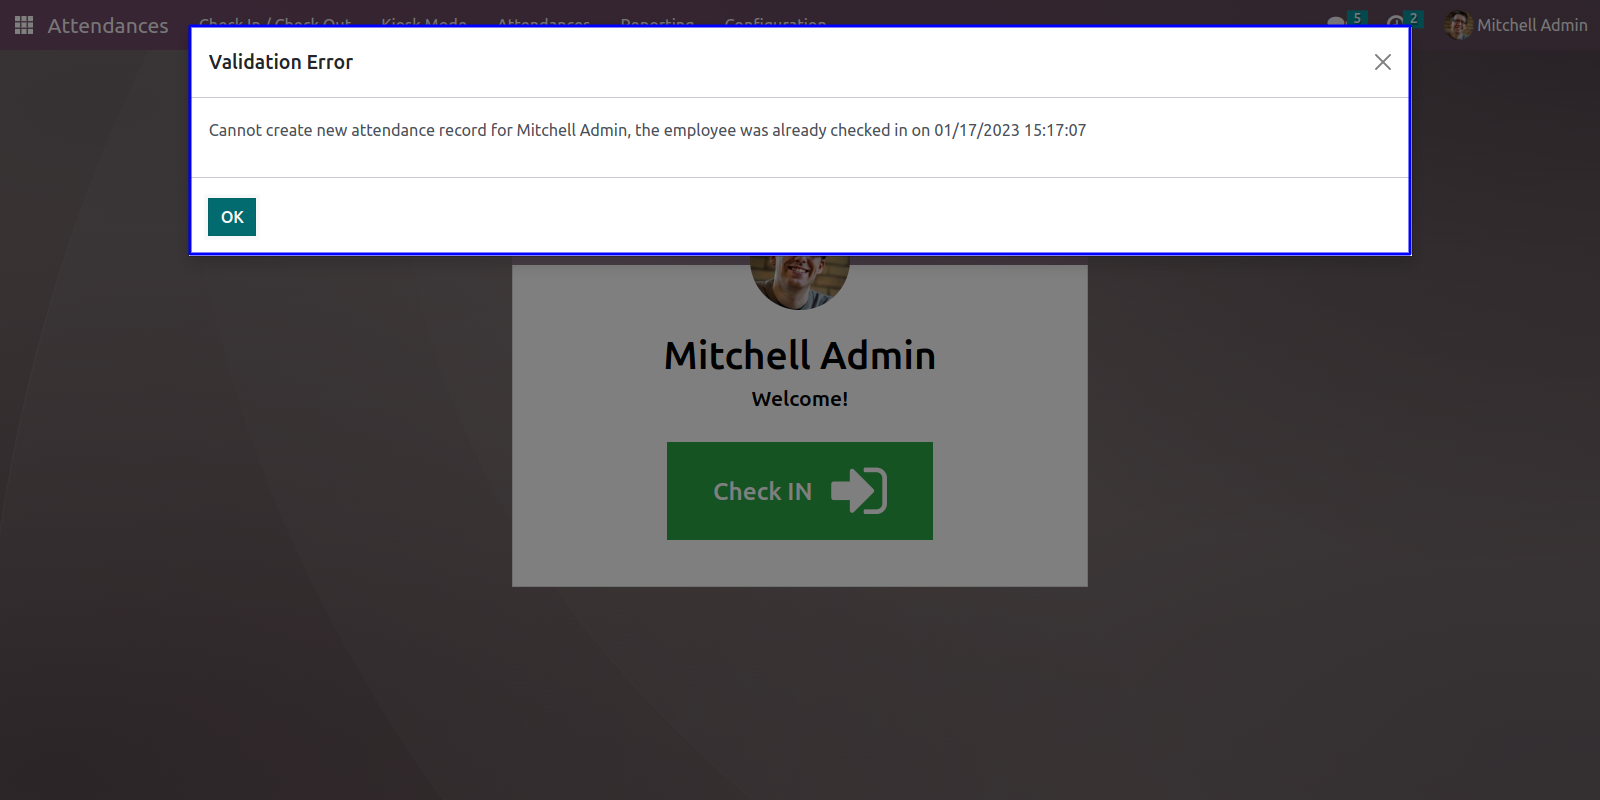 Attendances Check In / Check Out Kiosk Mode Attendances Reporting Configuration 5 2 Mitchell Admin
Validation Error
Cannot create new attendance record for Mitchell Admin, the employee was already checked in on 01/17/2023 15:17:07
OK
Mitchell Admin
Welcome!
Check IN